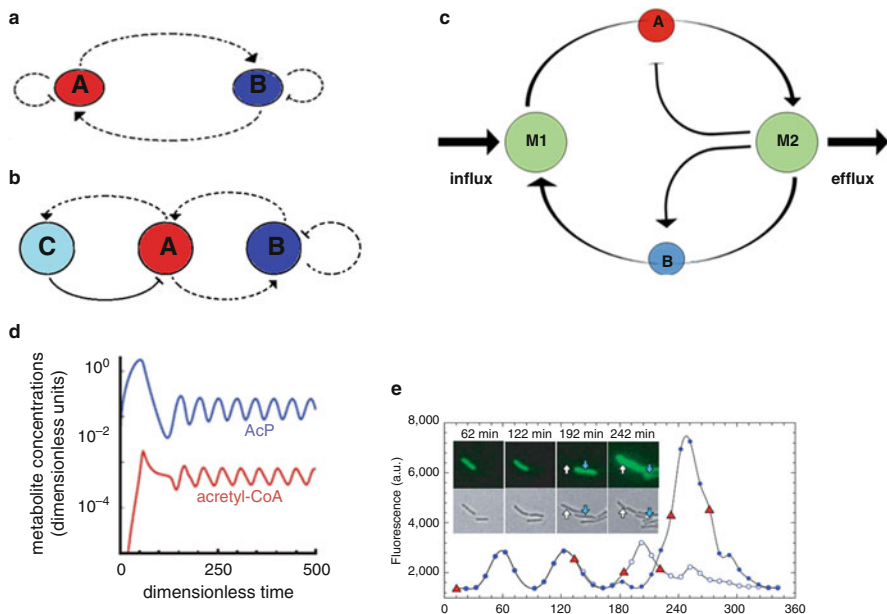 a
A
B
b
C
A
B
c
A
M1
M2
influx
efflux
B
d
metabolite concentrations
(dimensionless units)
10^0
10^-2
10^-4
AcP
acretyl-CoA
0
500
dimensionless time
e
8,000
6,000
4,000
2,000
Fluorescence (a.u.)
62 min 122 min 192 min 242 min
0 60 120 180 240 300 360